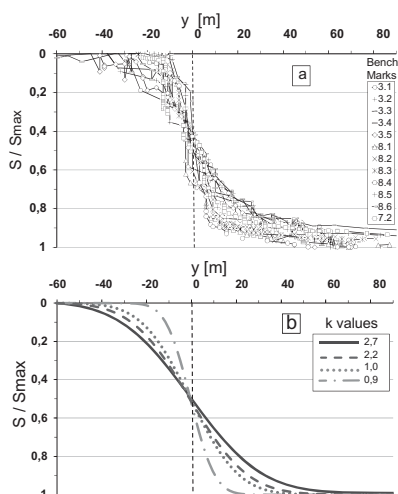 y [m]
-60 -40 -20 0 20 40 60 80
0
0,2
0,4
0,6
0,8
1
S / Smax
a
Bench
Marks
3.1
3.2
3.3
3.4
3.5
8.1
8.2
8.3
8.4
8.5
8.6
7.2
y [m]
-60 -40 -20 0 20 40 60 80
0
0,2
0,4
0,6
0,8
1
S / Smax
b
k values
2,7
2,2
1,0
0,9